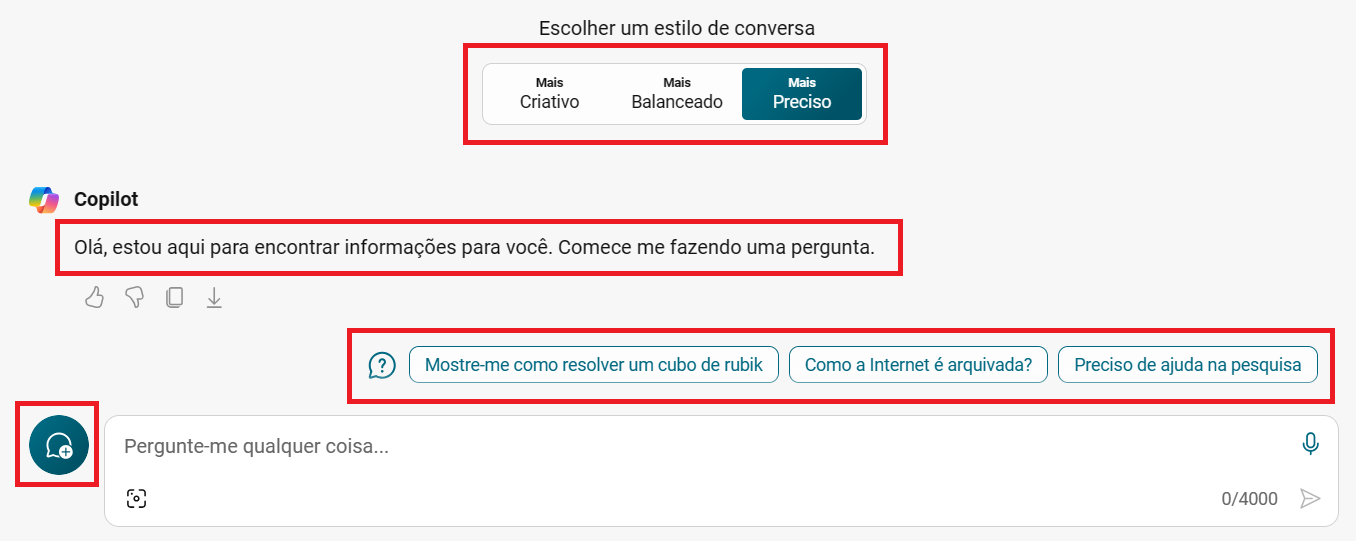 Escolher um estilo de conversa
Mais Mais Mais
Criativo Balanceado Preciso
Copilot
Olá, estou aqui para encontrar informações para você. Comece me fazendo uma pergunta.
Mostre-me como resolver um cubo de rubik Como a Internet é arquivada? Preciso de ajuda na pesquisa
Pergunte-me qualquer coisa...
0/4000